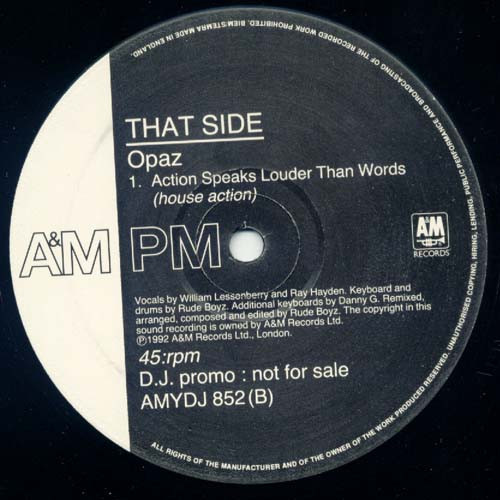 THAT SIDE
Opaz
1. Action Speaks Louder Than Words
(house action)
A&M PM
A&M
RECORDS
Vocals by William Lessonberry and Ray Hayden. Keyboard and
drums by Rude Boyz. Additional keyboards by Danny G. Remixed,
arranged, composed and edited by Rude Boyz. The copyright in this
sound recording is owned by A&M Records Ltd.
℗1992 A&M Records Ltd., London.
45:rpm
D.J. promo : not for sale
AMYDJ 852 (B)
ALL RIGHTS OF THE MANUFACTURER AND OF THE OWNER OF THE WORK PRODUCED RESERVED. UNAUTHORISED COPYING, HIRING, LENDING, PUBLIC PERFORMANCE AND BROADCASTING OF THE RECORDED WORK PROHIBITED. BIEM/STEMRA MADE IN ENGLAND.